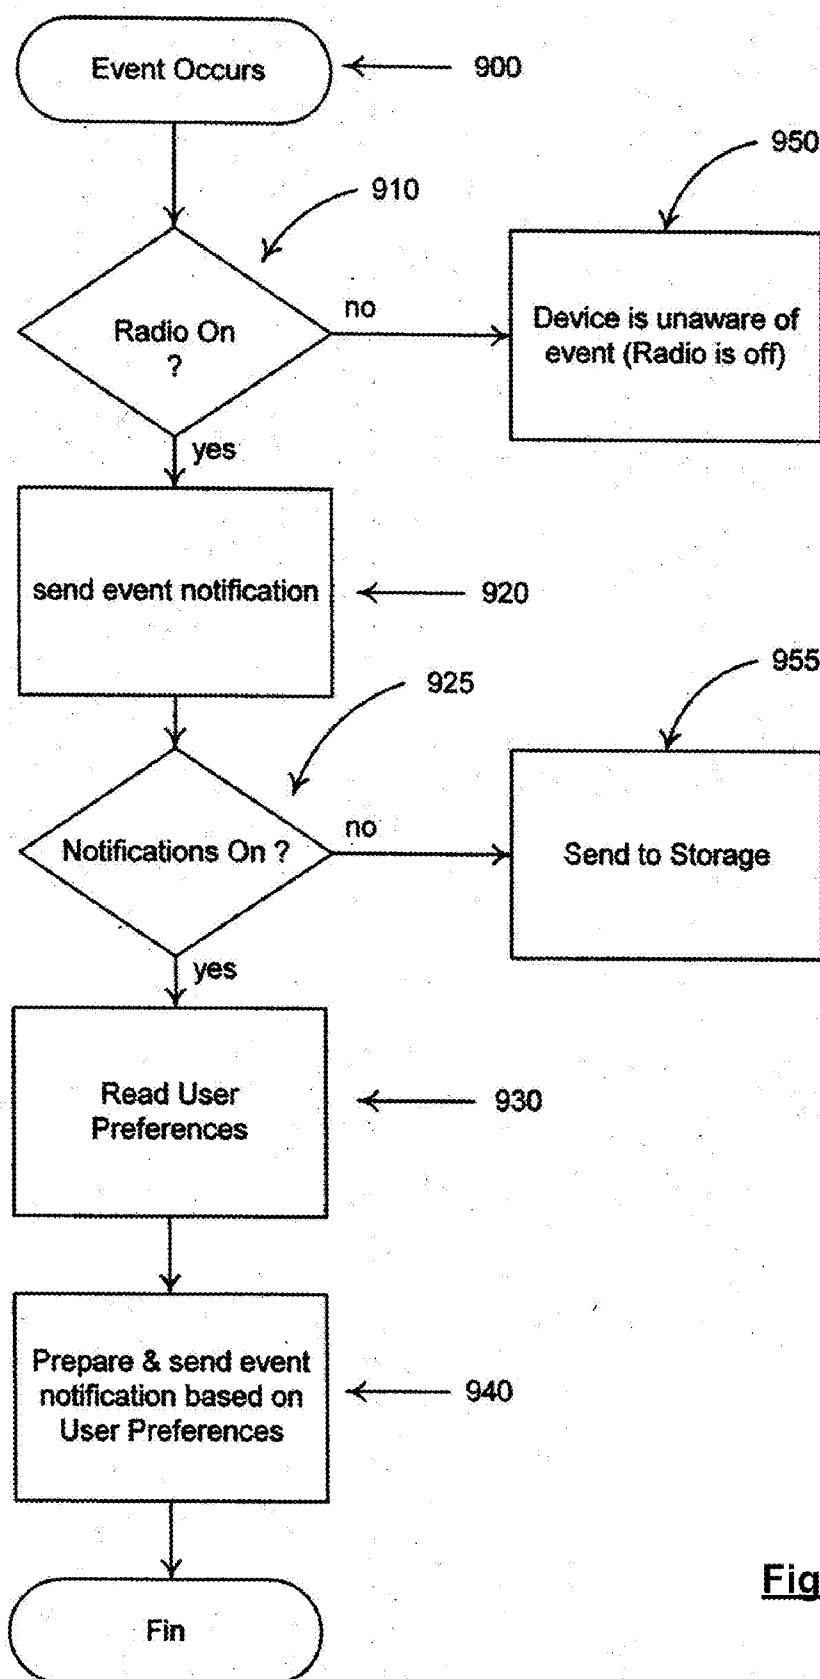 Event Occurs
900
950
910
Radio On
?
no
Device is unaware of
event (Radio is off)
yes
send event notification
920
955
925
Notifications On ?
no
Send to Storage
yes
Read User
Preferences
930
Prepare & send event
notification based on
User Preferences
940
Fig
Fin